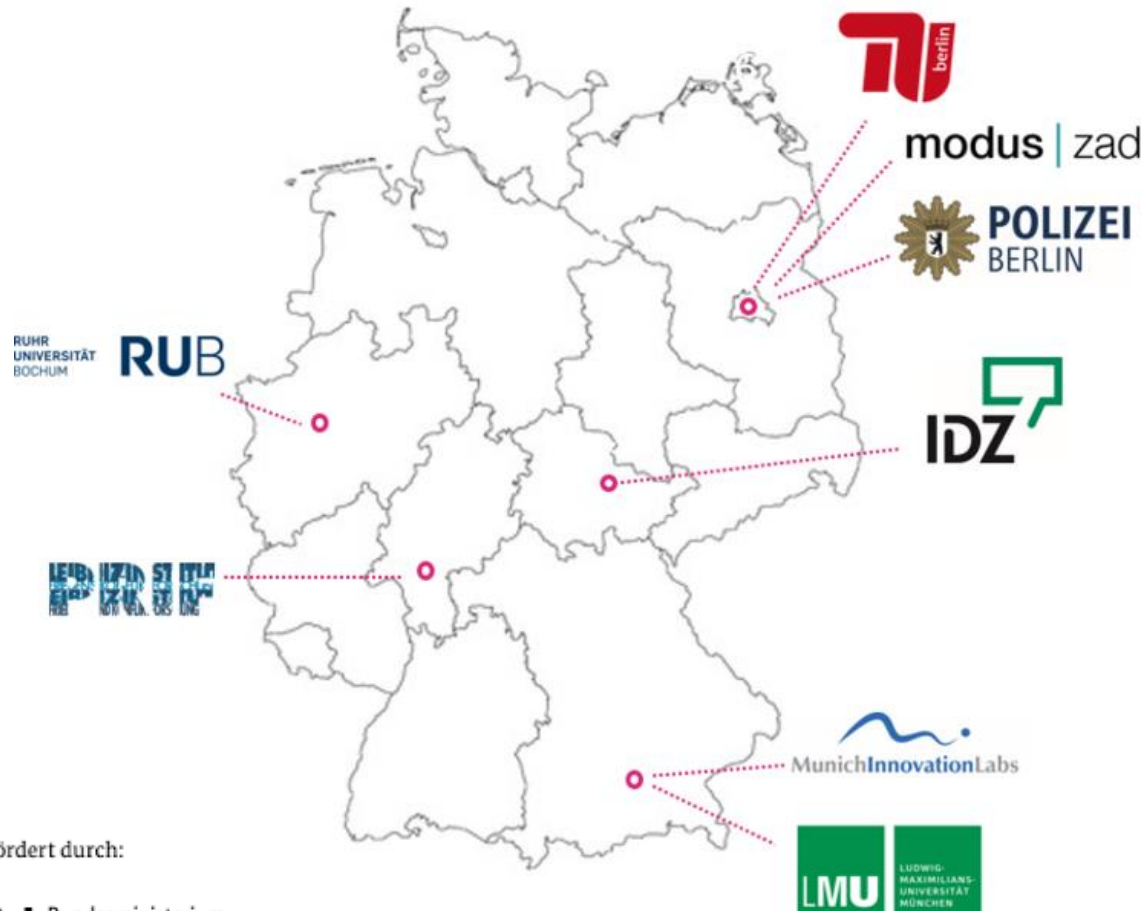 berlin
modus | zad
POLIZEI
BERLIN
RUHR
UNIVERSITÄT
BOCHUM
RUB
IDZ
PRIF
MunichInnovationLabs
LMU
LUDWIG-
MAXIMILIANS-
UNIVERSITÄT
MÜNCHEN
ördert durch: